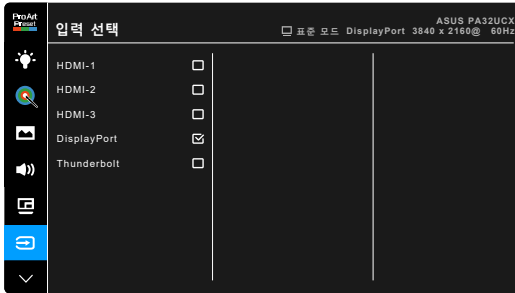 ProArt
Preset
입력 선택
ASUS PA32UCX
표준 모드 DisplayPort 3840 x 2160@ 60Hz
HDMI-1
HDMI-2
HDMI-3
DisplayPort
Thunderbolt